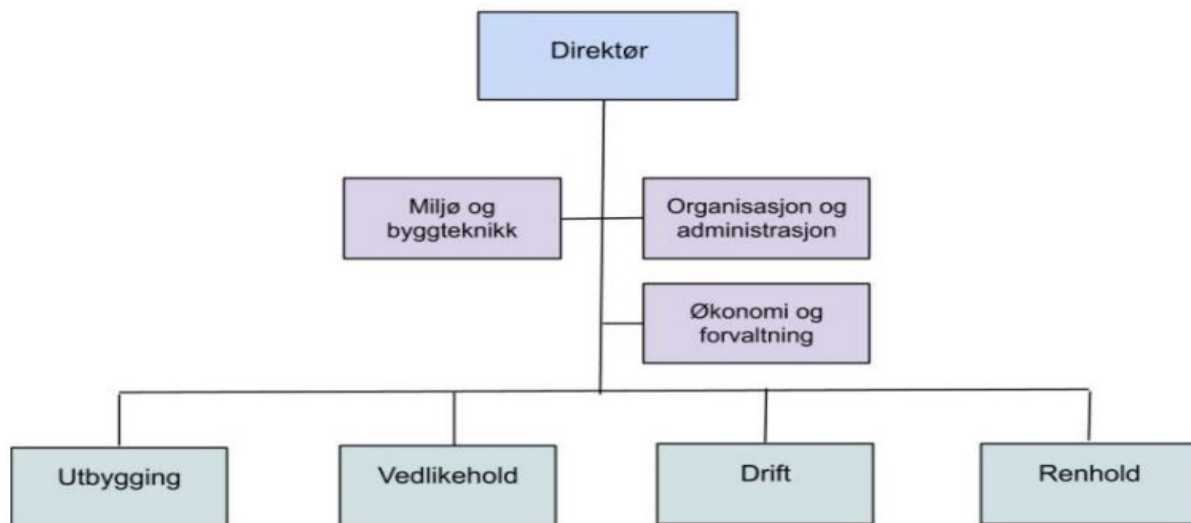 Direktør
Miljø og
byggteknikk
Organisasjon og
administrasjon
Økonomi og
forvaltning
Utbygging
Vedlikehold
Drift
Renhold